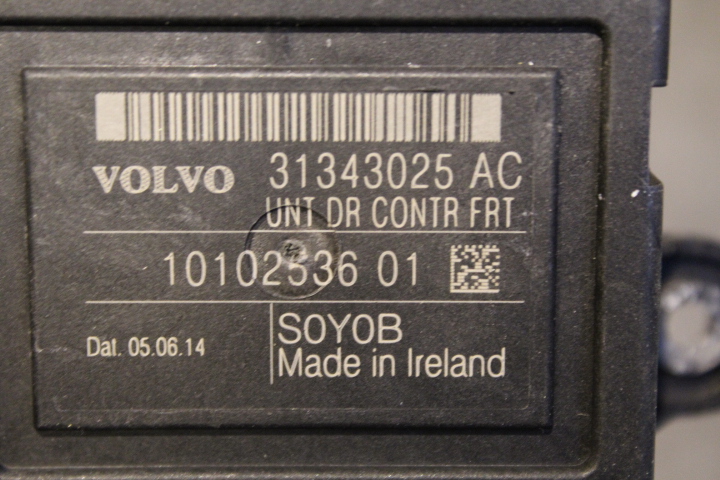 VOLVO 31343025 AC
UNT DR CONTR FRT
10102536 01
Dat. 05.06.14
S0Y0B
Made in Ireland